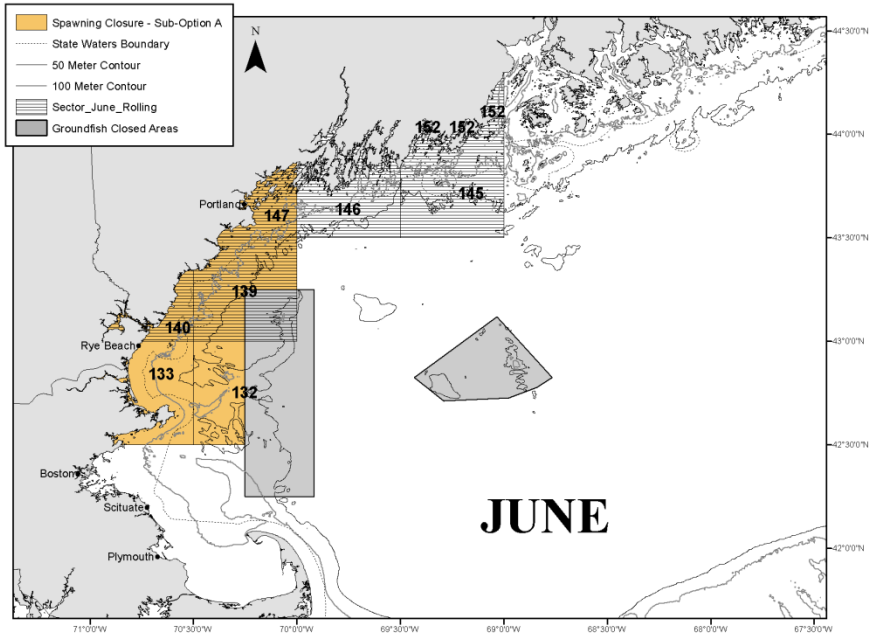 Spawning Closure - Sub-Option A
State Waters Boundary
50 Meter Contour
100 Meter Contour
Sector_June_Rolling
Groundfish Closed Areas
N
44°30'0"N
152
152 152
44°0'0"N
145
Portland
147
146
43°30'0"N
139
140
43°0'0"N
Rye Beach
133
132
42°30'0"N
Boston
JUNE
Scituate
42°0'0"N
Plymouth
71°0'0"W 70°30'0"W 70°0'0"W 69°30'0"W 69°0'0"W 68°30'0"W 68°0'0"W 67°30'0"W